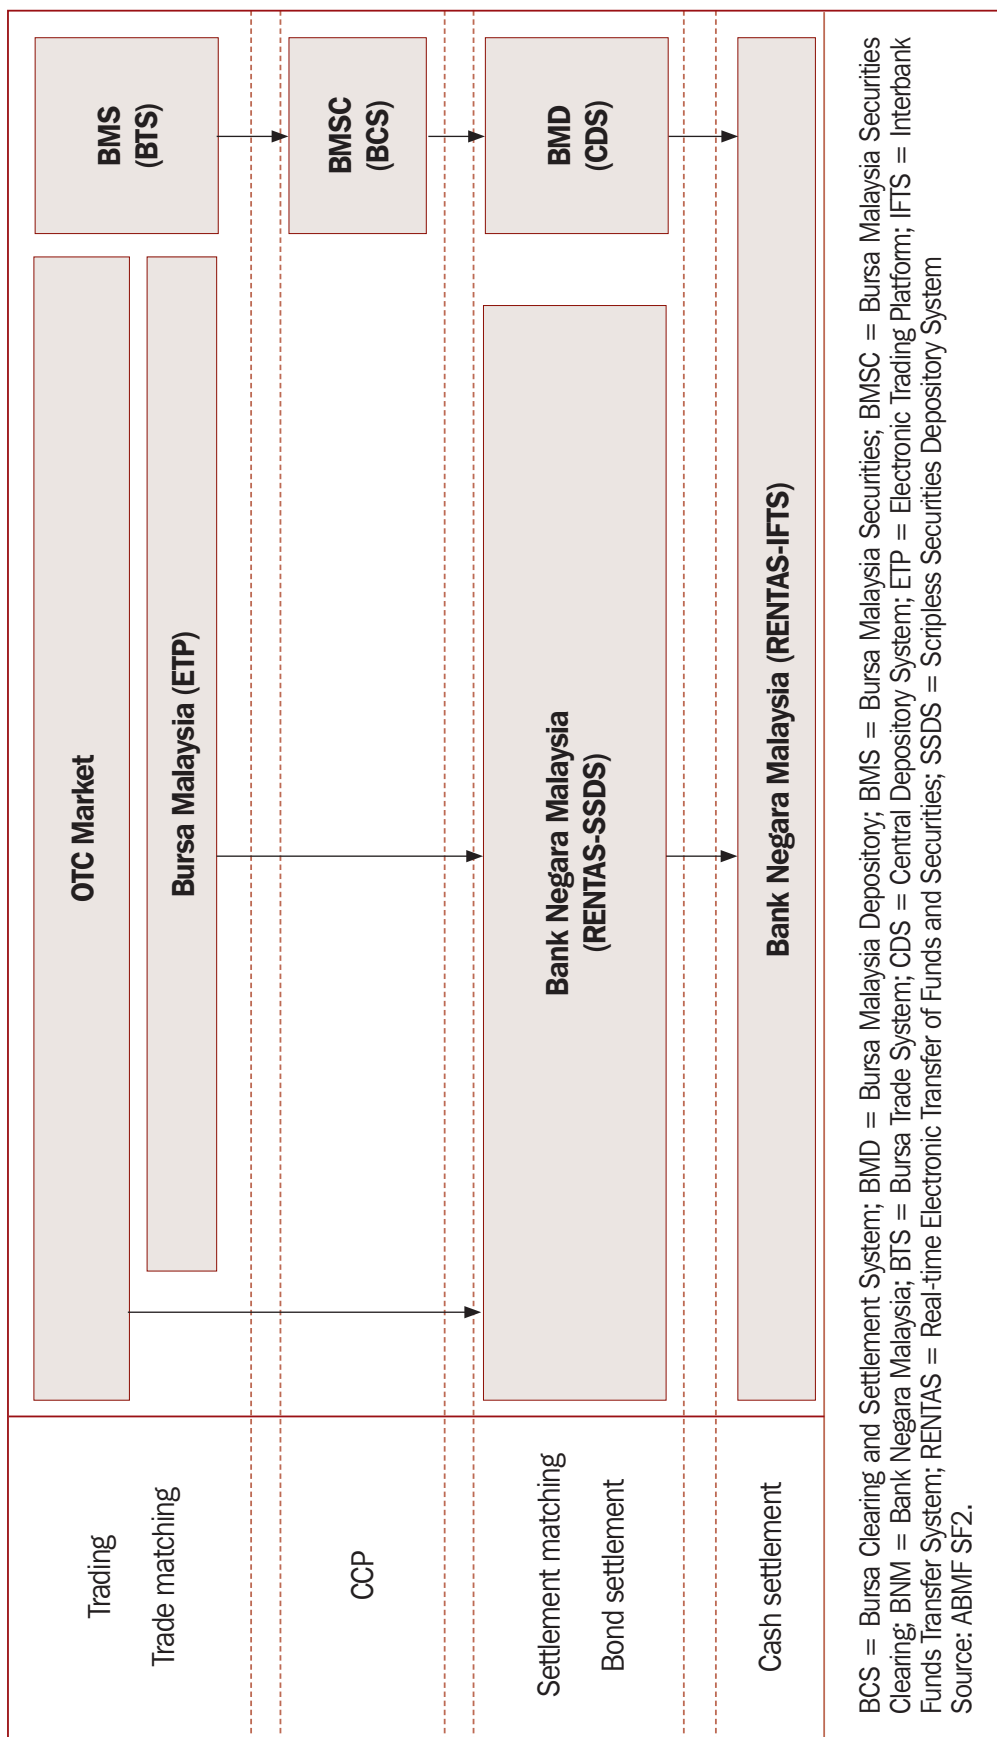 Trading
Trade matching
OTC Market
Bursa Malaysia (ETP)
BMS
(BTS)
CCP
BMSC
(BCS)
Settlement matching
Bond settlement
Bank Negara Malaysia
(RENTAS-SSDS)
BMD
(CDS)
Cash settlement
Bank Negara Malaysia (RENTAS-IFTS)
BCS = Bursa Clearing and Settlement System; BMD = Bursa Malaysia Depository; BMS = Bursa Malaysia Securities; BMSC = Bursa Malaysia Securities
Clearing; BNM = Bank Negara Malaysia; BTS = Bursa Trade System; CDS = Central Depository System; ETP = Electronic Trading Platform; IFTS = Interbank
Funds Transfer System; RENTAS = Real-time Electronic Transfer of Funds and Securities; SSDS = Scripless Securities Depository System
Source: ABMF SF2.